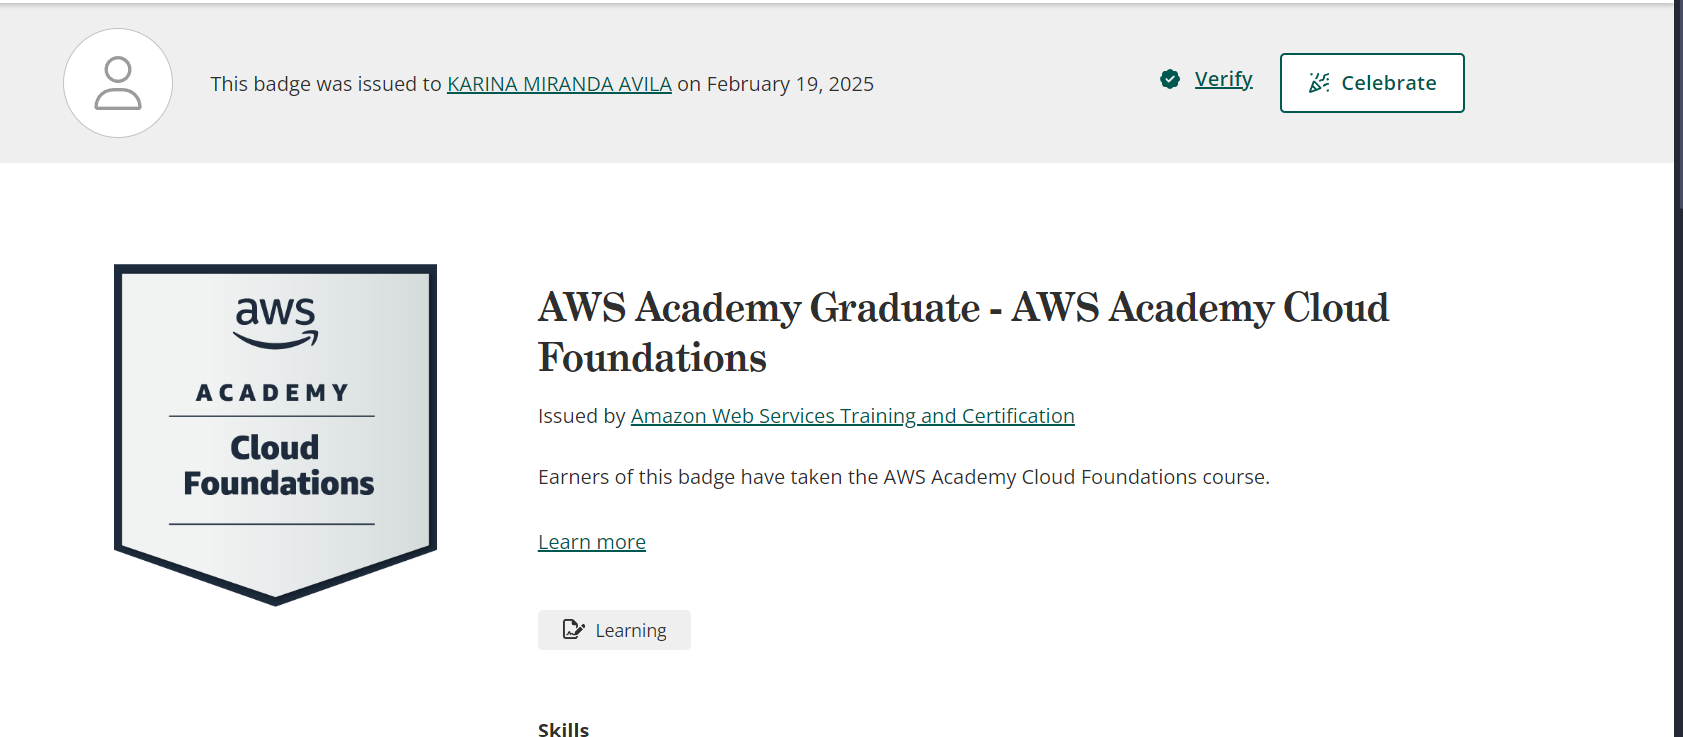 This badge was issued to KARINA MIRANDA AVILA on February 19, 2025
Verify
Celebrate
aws
ACADEMY
Cloud
Foundations
AWS Academy Graduate - AWS Academy Cloud
Foundations
Issued by Amazon Web Services Training and Certification
Earners of this badge have taken the AWS Academy Cloud Foundations course.
Learn more
Learning
Skills